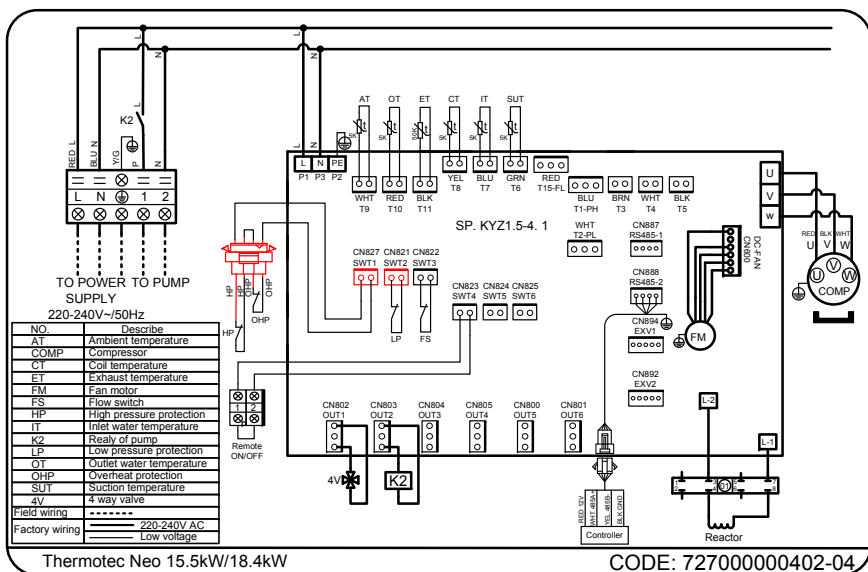 L
N
L
N
L
K2
RED L
BLU N
Y/G
P
N
L N 1 2
TO POWER SUPPLY
TO PUMP
220-240V~/50Hz
NO. Describe
AT Ambient temperature
COMP Compressor
CT Coil temperature
ET Exhaust temperature
FM Fan motor
FS Flow switch
HP High pressure protection
IT Inlet water temperature
K2 Realy of pump
LP Low pressure protection
OT Outlet water temperature
OHP Overheat protection
SUT Suction temperature
4V 4 way valve
Field wiring
Factory wiring 220-240V AC
Low voltage
AT OT ET CT IT SUT
5K 5K 50K 5K 5K 5K
t t t t t t
L N
L N PE
P1 P3 P2
WHT T9
RED T10
BLK T11
YEL T8
BLU T7
GRN T6
RED T15-FL
BLU T1-PH
BRN T3
WHT T4
BLK T5
SP. KYZ1.5-4. 1
WHT T2-PL
CN887 RS485-1
CN888 RS485-2
CN894 EXV1
CN892 EXV2
CN827 SWT1
CN821 SWT2
CN822 SWT3
CN823 SWT4
CN824 SWT5
CN825 SWT6
HP
HP
OHP
OHP
HP
OHP
LP
FS
1 2
Remote
ON/OFF
CN802 OUT1
CN803 OUT2
CN804 OUT3
CN805 OUT4
CN800 OUT5
CN801 OUT6
4V
K2
RED 12V
WHT 485A+
YEL 485B-
BLK GND
Controller
DC-FAN
CN600
FM
U
V
W
RED BLK WHT
U V W
U V W
COMP
L-2
L-1
D1
Reactor
Thermotec Neo 15.5kW/18.4kW
CODE: 727000000402-04